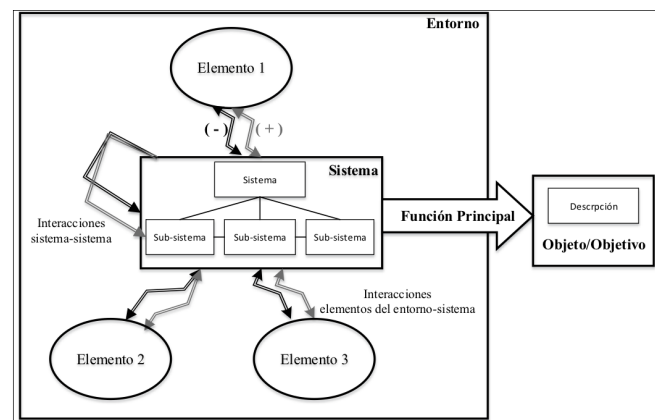 Entorno
Elemento 1
( - )
( + )
Sistema
Sistema
Sub-sistema
Sub-sistema
Sub-sistema
Interacciones
sistema-sistema
Función Principal
Descrpción
Objeto/Objetivo
Interacciones
elementos del entorno-sistema
Elemento 2
Elemento 3